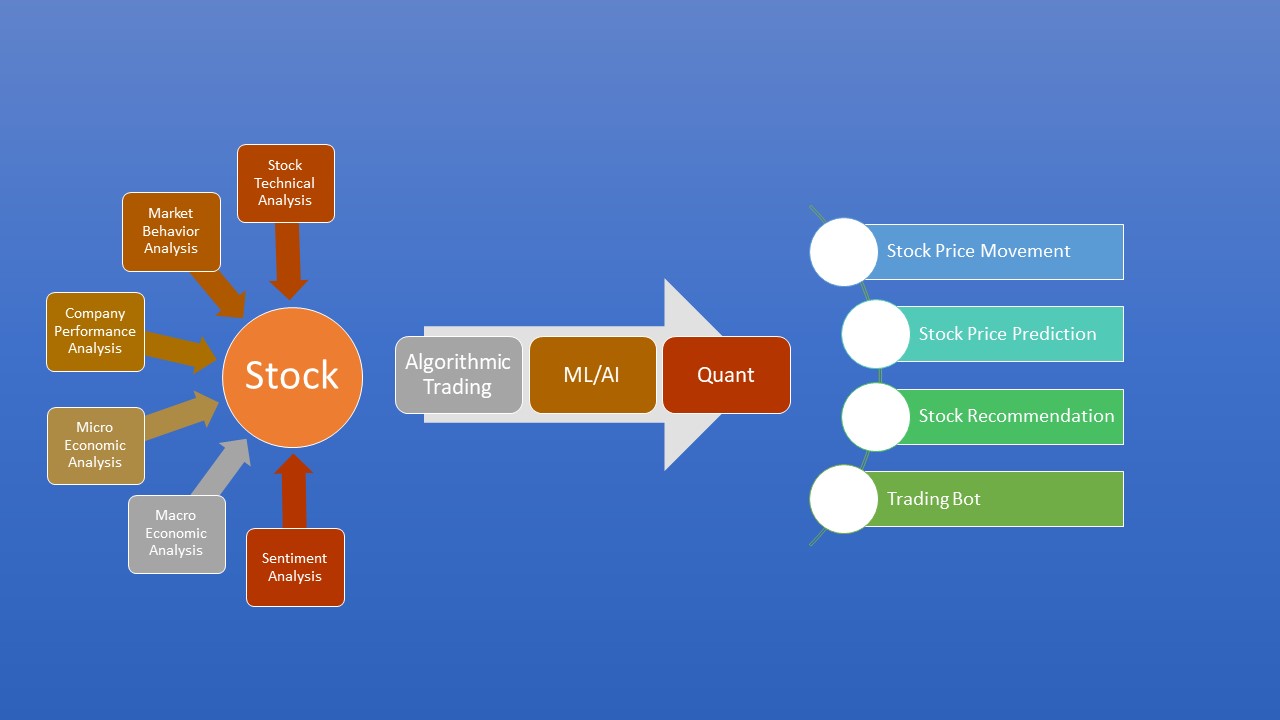 Stock
Technical
Analysis
Market
Behavior
Analysis
Company
Performance
Analysis
Micro
Economic
Analysis
Macro
Economic
Analysis
Sentiment
Analysis
Stock
Algorithmic
Trading
ML/AI
Quant
Stock Price Movement
Stock Price Prediction
Stock Recommendation
Trading Bot